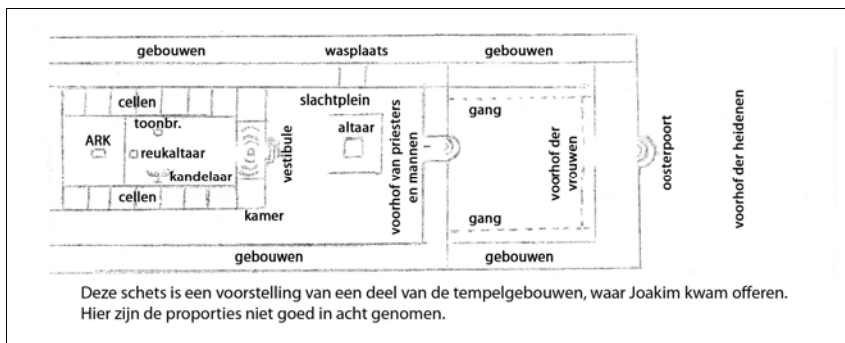 gebouwen
wasplaats
gebouwen
cellen
slachtplein
toonbr.
ARK
reukaltaar
kandelaar
cellen
kamer
vestibule
altaar
voorhof van priesters
en mannen
gang
voorhof der
vrouwen
gang
oosterpoort
voorhof der heidenen
gebouwen
gebouwen
Deze schets is een voorstelling van een deel van de tempelgebouwen, waar Joakim kwam offeren.
Hier zijn de proporties niet goed in acht genomen.